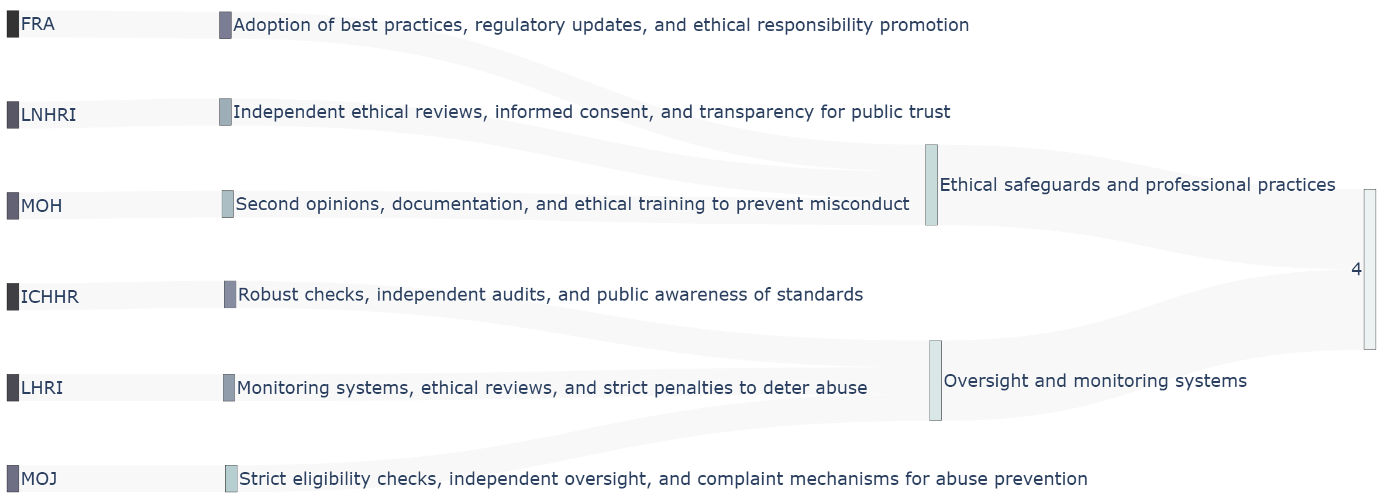 FRA
Adoption of best practices, regulatory updates, and ethical responsibility promotion
LNHRI
Independent ethical reviews, informed consent, and transparency for public trust
MOH
Second opinions, documentation, and ethical training to prevent misconduct
Ethical safeguards and professional practices
4
ICHHR
Robust checks, independent audits, and public awareness of standards
LHRI
Monitoring systems, ethical reviews, and strict penalties to deter abuse
Oversight and monitoring systems
MOJ
Strict eligibility checks, independent oversight, and complaint mechanisms for abuse prevention